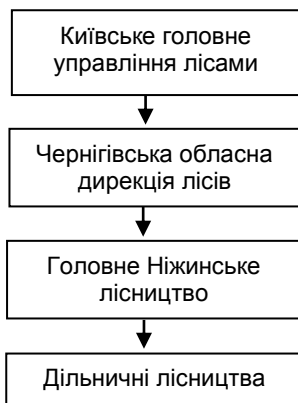 Київське головне
управління лісами
Чернігівська обласна
дирекція лісів
Головне Ніжинське
лісництво
Дільничні лісництва